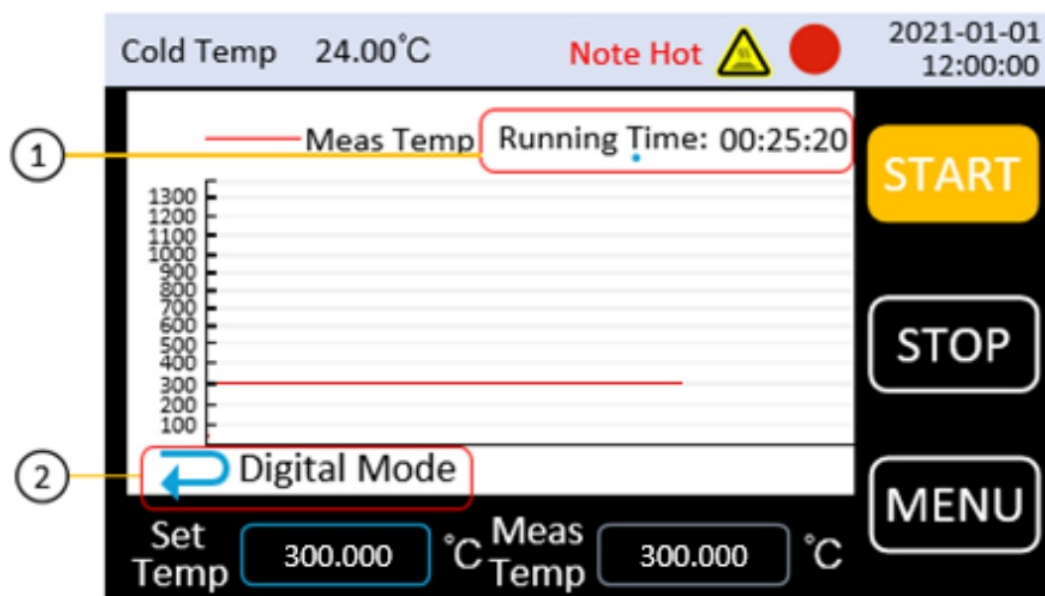 Cold Temp 24.00°C Note Hot 2021-01-01
12:00:00
1
Meas Temp Running Time: 00:25:20
START
1300
1200
1100
1000
900
800
700
600
500
400
300
200
100
STOP
2
Digital Mode
MENU
Set Temp 300.000 °C Meas Temp 300.000 °C